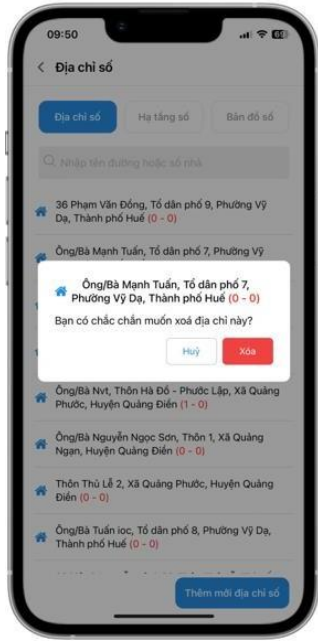 09:50
Địa chỉ số
Địa chỉ số
Hạ tầng số
Bản đồ số
Nhập tên đường hoặc số nhà
36 Phạm Văn Đồng, Tổ dân phố 9, Phường Vỹ
Dạ, Thành phố Huế (0 - 0)
Ông/Bà Mạnh Tuấn, Tổ dân phố 7, Phường Vỹ
Ông/Bà Mạnh Tuấn, Tổ dân phố 7,
Phường Vỹ Dạ, Thành phố Huế (0 - 0)
Bạn có chắc chắn muốn xoá địa chỉ này?
Huỷ
Xóa
Ông/Bà Nvt, Thôn Hà Đồ - Phước Lập, Xã Quảng
Phước, Huyện Quảng Điền (1 - 0)
Ông/Bà Nguyễn Ngọc Sơn, Thôn 1, Xã Quảng
Ngạn, Huyện Quảng Điền (0 - 0)
Thôn Thủ Lễ 2, Xã Quảng Phước, Huyện Quảng
Điền (0 - 0)
Ông/Bà Tuấn ioc, Tổ dân phố 8, Phường Vỹ Dạ,
Thành phố Huế (0 - 0)
Thêm mới địa chỉ số